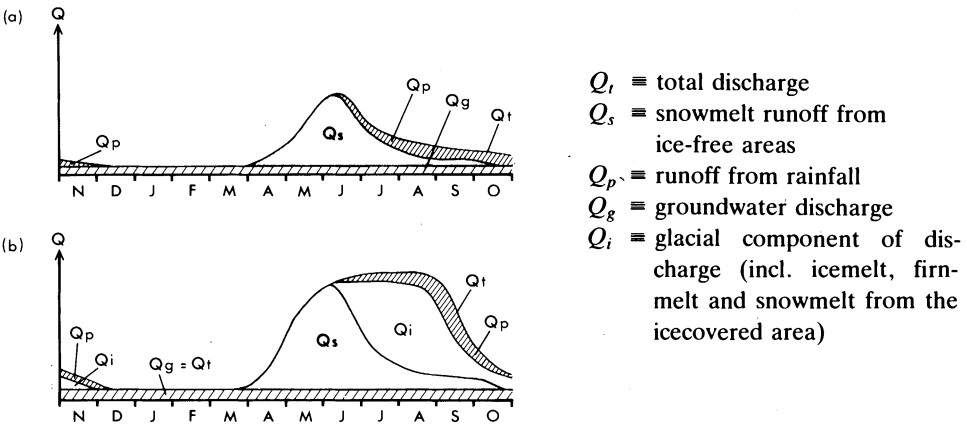 (a)
Q
Qp
Qs
Qp
Qg
Qt
N D J F M A M J J A S O
(b)
Q
Qp
Qi
Qg = Qt
Qs
Qi
Qt
Qp
N D J F M A M J J A S O
Qt ≡ total discharge
Qs ≡ snowmelt runoff from
ice-free areas
Qp ≡ runoff from rainfall
Qg ≡ groundwater discharge
Qi ≡ glacial component of dis-
charge (incl. icemelt, firn-
melt and snowmelt from the
icecovered area)